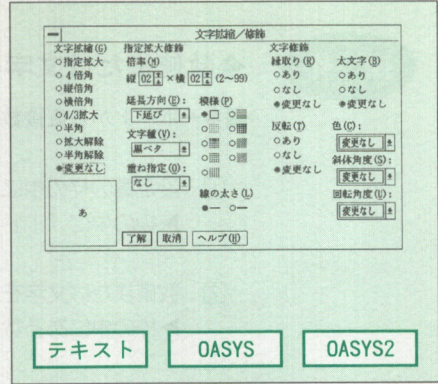 文字拡縮/修飾
文字拡縮(G)
指定拡大
4倍角
縦倍角
横倍角
4/3拡大
半角
拡大解除
半角解除
変更なし
あ
指定拡大修飾
倍率(M)
縦 02 ×横 02 (2~99)
延長方向(E):
下延び
文字種(V):
黒ベタ
重ね指定(O):
なし
模様(P)
線の太さ(L)
文字修飾
縁取り(R)
あり
なし
変更なし
反転(T)
あり
なし
変更なし
太文字(B)
あり
なし
変更なし
色(C):
変更なし
斜体角度(S):
変更なし
回転角度(U):
変更なし
了解 取消 ヘルプ(H)
テキスト OASYS OASYS2